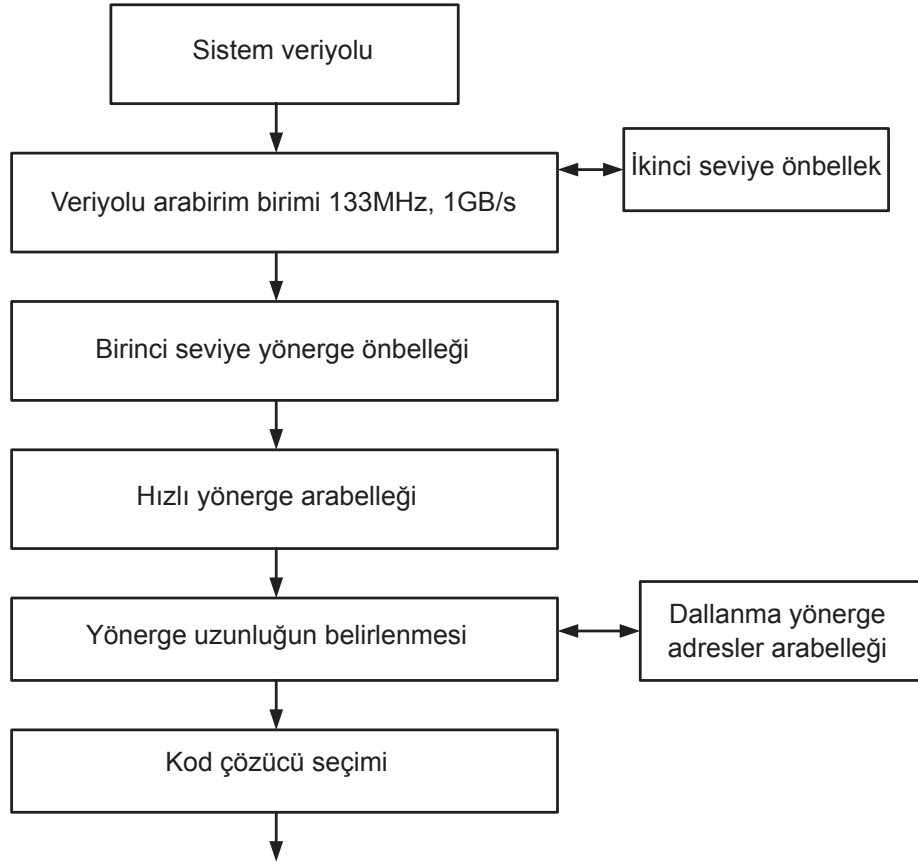 Sistem veriyolu
Veriyolu arabirim birimi 133MHz, 1GB/s
İkinci seviye önbellek
Birinci seviye yönerge önbelleği
Hızlı yönerge arabelleği
Yönerge uzunluğun belirlenmesi
Dallanma yönerge
adresler arabelleği
Kod çözücü seçimi